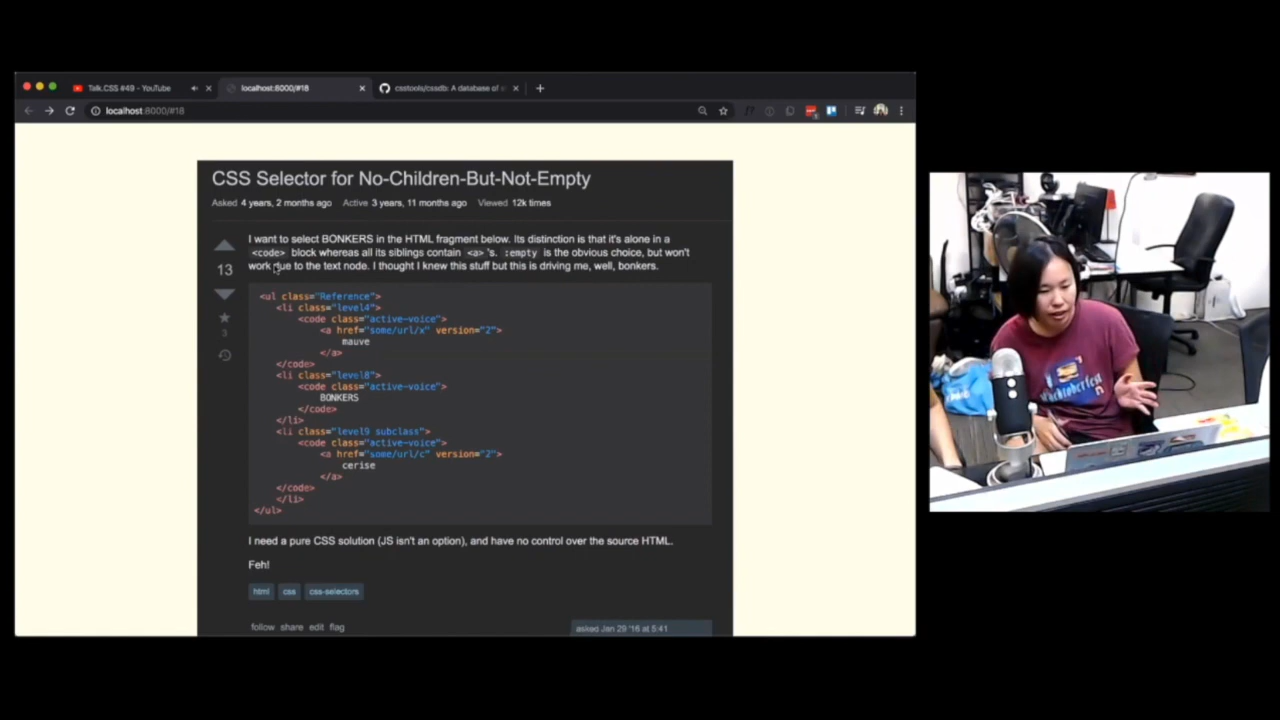 Talk.CSS #49 - YouTube
localhost:8000/#18
csstools/cssdb: A database of
localhost:8000/#18
CSS Selector for No-Children-But-Not-Empty
Asked 4 years, 2 months ago Active 3 years, 11 months ago Viewed 12k times
I want to select BONKERS in the HTML fragment below. Its distinction is that it's alone in a
<code> block whereas all its siblings contain <a> 's. :empty is the obvious choice, but won't
work due to the text node. I thought I knew this stuff but this is driving me, well, bonkers.
13
3
<ul class="Reference">
<li class="level4">
<code class="active-voice">
<a href="some/url/x" version="2">
mauve
</a>
</code>
<li class="level8">
<code class="active-voice">
BONKERS
</code>
</li>
<li class="level9 subclass">
<code class="active-voice">
<a href="some/url/c" version="2">
cerise
</a>
</code>
</li>
</ul>
I need a pure CSS solution (JS isn't an option), and have no control over the source HTML.
Feh!
html css css-selectors
follow share edit flag
asked Jan 29 '16 at 5:41